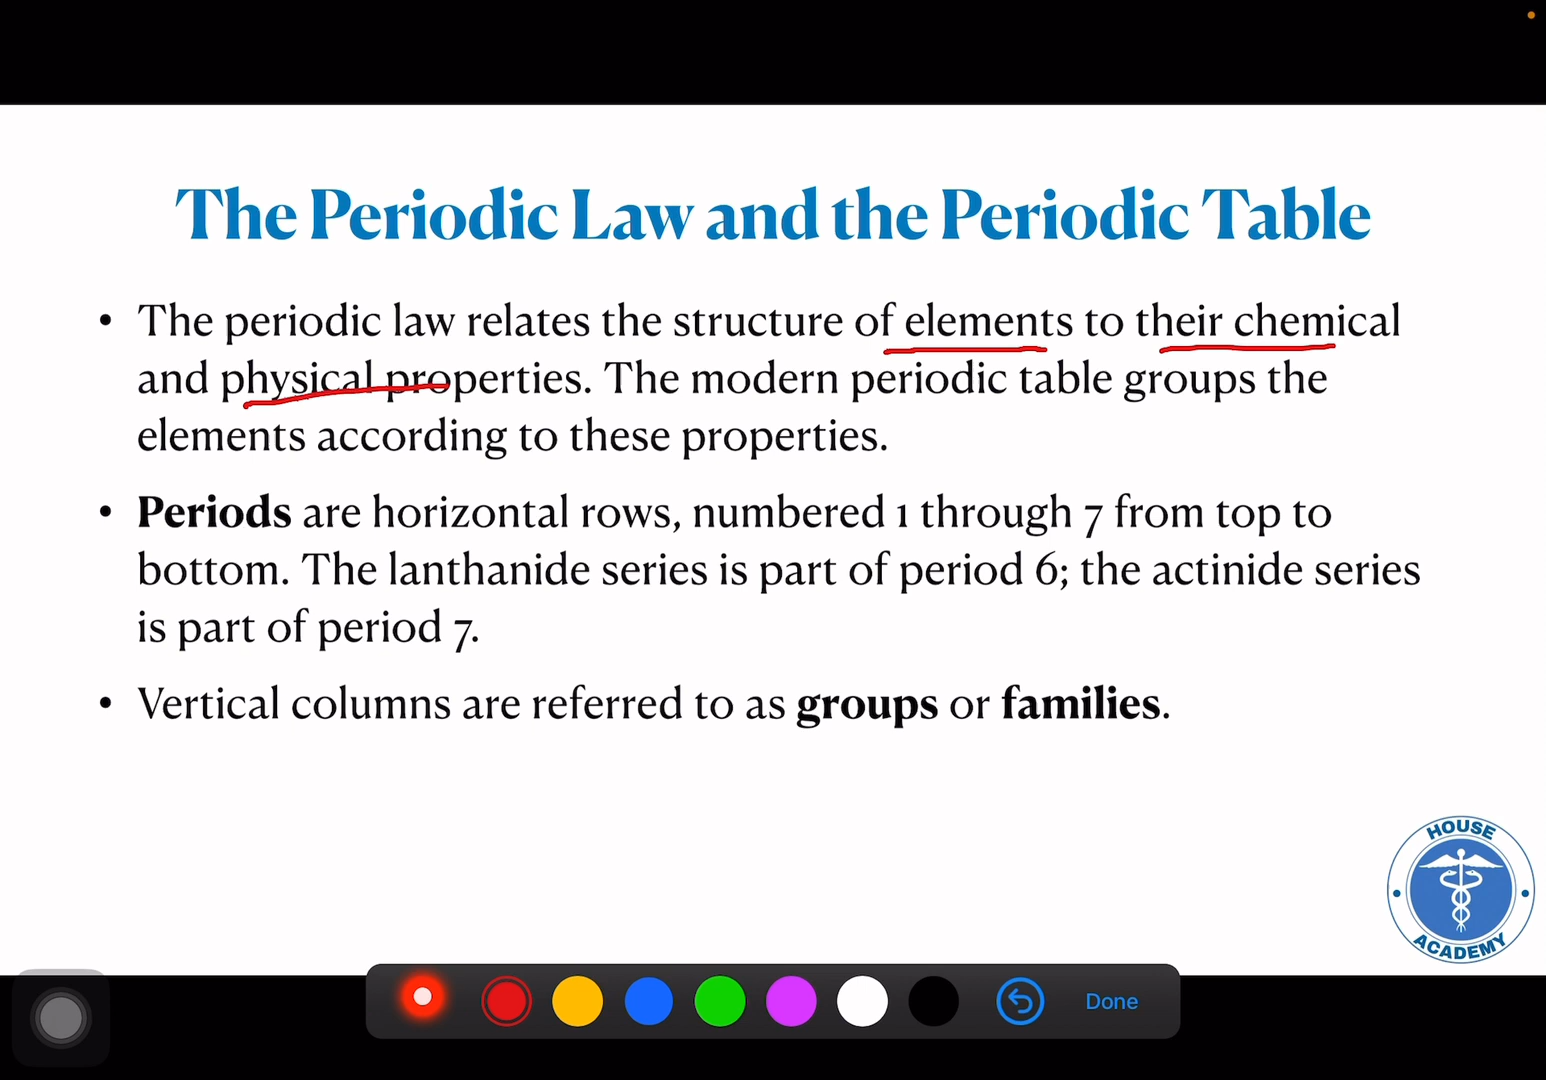 The Periodic Law and the Periodic Table
• The periodic law relates the structure of elements to their chemical
and physical properties. The modern periodic table groups the
elements according to these properties.
• Periods are horizontal rows, numbered 1 through 7 from top to
bottom. The lanthanide series is part of period 6; the actinide series
is part of period 7.
• Vertical columns are referred to as groups or families.
HOUSE
ACADEMY
Done